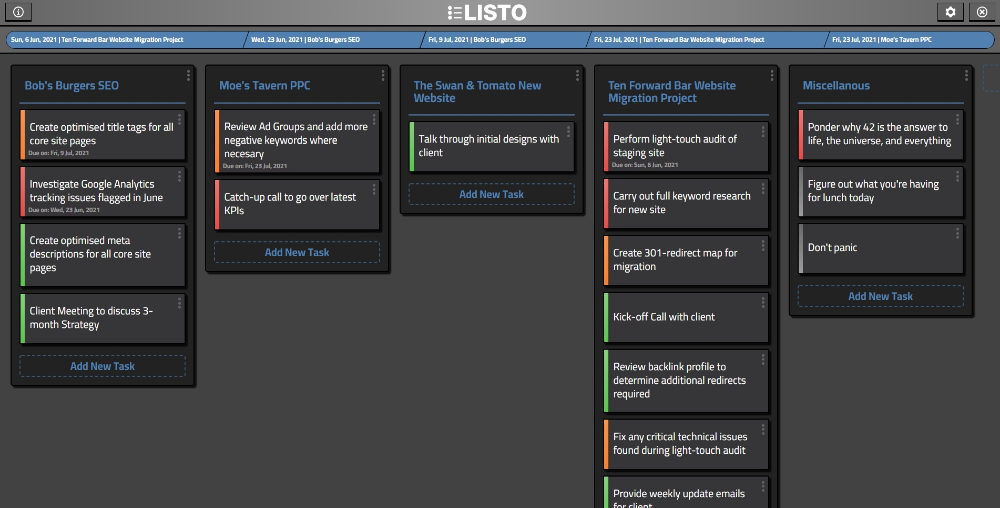 LISTO
Sun, 6 Jun, 2021 | Ten Forward Bar Website Migration Project
Wed, 23 Jun, 2021 | Bob's Burgers SEO
Fri, 9 Jul, 2021 | Bob's Burgers SEO
Fri, 23 Jul, 2021 | Ten Forward Bar Website Migration Project
Fri, 23 Jul, 2021 | Moe's Tavern PPC
Bob's Burgers SEO
Create optimised title tags for all
core site pages
Due on: Fri, 9 Jul, 2021
Investigate Google Analytics
tracking issues flagged in June
Due on: Wed, 23 Jun, 2021
Create optimised meta
descriptions for all core site
pages
Client Meeting to discuss 3-
month Strategy
Add New Task
Moe's Tavern PPC
Review Ad Groups and add more
negative keywords where
necesary
Due on: Fri, 23 Jul, 2021
Catch-up call to go over latest
KPIs
Add New Task
The Swan & Tomato New
Website
Talk through initial designs with
client
Add New Task
Ten Forward Bar Website
Migration Project
Perform light-touch audit of
staging site
Due on: Sun, 6 Jun, 2021
Carry out full keyword research
for new site
Create 301-redirect map for
migration
Kick-off Call with client
Review backlink profile to
determine additional redirects
required
Fix any critical technical issues
found during light-touch audit
Provide weekly update emails
for client
Miscellanous
Ponder why 42 is the answer to
life, the universe, and everything
Figure out what you're having
for lunch today
Don't panic
Add New Task